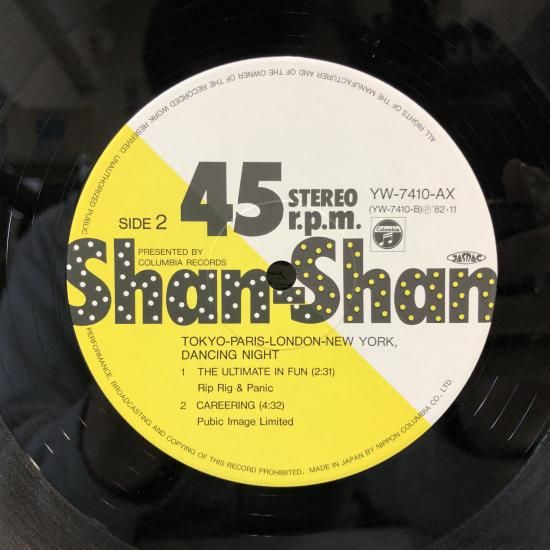 ALL RIGHTS OF THE MANUFACTURER AND OF THE OWNER OF THE RECORDED WORK RESERVED. UNAUTHORIZED PUBLIC PERFORMANCE, BROADCASTING AND COPYING OF THIS RECORD PROHIBITED. MADE IN JAPAN BY NIPPON COLUMBIA CO., LTD.
45 STEREO
r.p.m.
YW-7410-AX
(YW-7410-B)Ⓟ'82·11
Columbia
JASRAC
SIDE 2
PRESENTED BY
COLUMBIA RECORDS
Shan-Shan
TOKYO-PARIS-LONDON-NEW YORK,
DANCING NIGHT
1 THE ULTIMATE IN FUN (2:31)
Rip Rig & Panic
2 CAREERING (4:32)
Pubic Image Limited